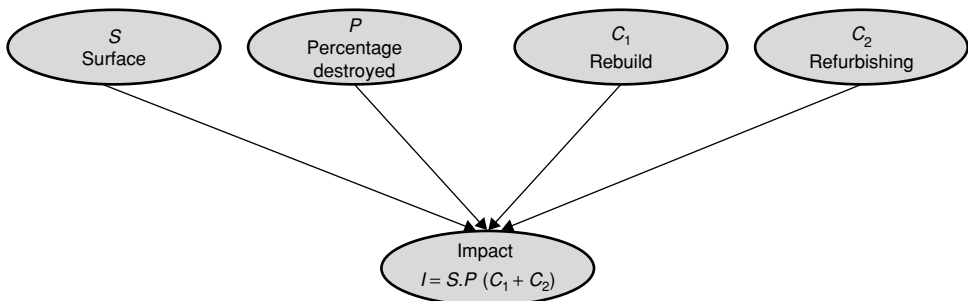 S
Surface
P
Percentage
destroyed
C₁
Rebuild
C₂
Refurbishing
Impact
I = S.P (C₁ + C₂)